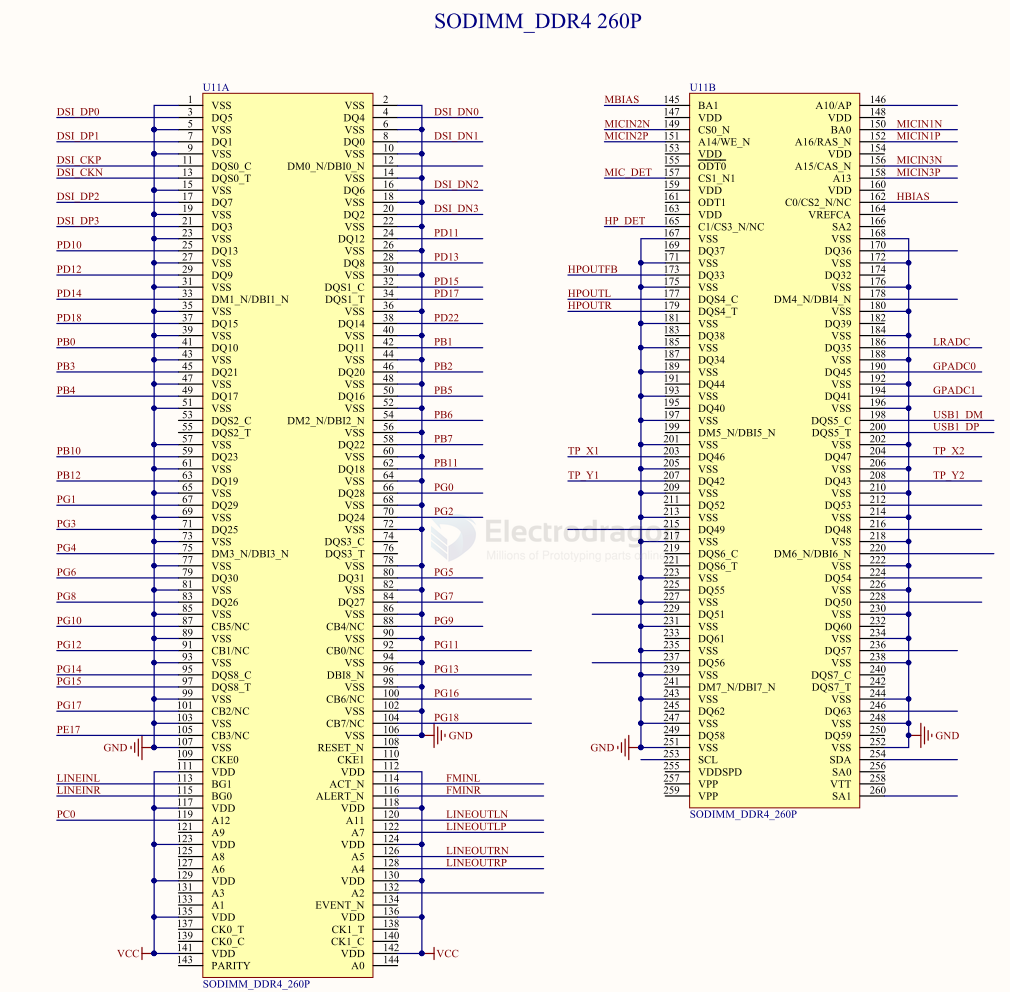 SODIMM_DDR4 260P
U11A
1 VSS VSS 2
DSI_DP0 3 DQ5 DQ4 4 DSI_DN0
5 VSS VSS 6
DSI_DP1 7 DQ1 DQ0 8 DSI_DN1
9 VSS VSS 10
DSI_CKP 11 DQS0_C DM0_N/DBI0_N 12
DSI_CKN 13 DQS0_T VSS 14
15 VSS DQ6 16 DSI_DN2
DSI_DP2 17 DQ7 VSS 18
19 VSS DQ2 20 DSI_DN3
DSI_DP3 21 DQ3 VSS 22
23 VSS DQ12 24 PD11
PD10 25 DQ13 VSS 26
27 VSS DQ8 28 PD13
PD12 29 DQ9 VSS 30
31 VSS DQS1_C 32 PD15
PD14 33 DM1_N/DBI1_N DQS1_T 34 PD17
35 VSS VSS 36
PD18 37 DQ15 DQ14 38 PD22
39 VSS VSS 40
PB0 41 DQ10 DQ11 42 PB1
43 VSS VSS 44
PB3 45 DQ21 DQ20 46 PB2
47 VSS VSS 48
PB4 49 DQ17 DQ16 50 PB5
51 VSS VSS 52
53 DQS2_C DM2_N/DBI2_N 54 PB6
55 DQS2_T VSS 56
57 VSS DQ22 58 PB7
PB10 59 DQ23 VSS 60
61 VSS DQ18 62 PB11
PB12 63 DQ19 VSS 64
65 VSS DQ28 66 PG0
PG1 67 DQ29 VSS 68
69 VSS DQ24 70 PG2
PG3 71 DQ25 VSS 72
73 VSS DQS3_C 74
PG4 75 DM3_N/DBI3_N DQS3_T 76
77 VSS VSS 78
PG6 79 DQ30 DQ31 80 PG5
81 VSS VSS 82
PG8 83 DQ26 DQ27 84 PG7
85 VSS VSS 86
PG10 87 CB5/NC CB4/NC 88 PG9
89 VSS VSS 90
PG12 91 CB1/NC CB0/NC 92 PG11
93 VSS VSS 94
PG14 95 DQS8_C DBI8_N 96 PG13
PG15 97 DQS8_T VSS 98
99 VSS CB6/NC 100 PG16
PG17 101 CB2/NC VSS 102
103 VSS CB7/NC 104 PG18
PE17 105 CB3/NC VSS 106 GND
GND 107 VSS RESET_N 108
109 CKE0 CKE1 110
111 VDD VDD 112
LINEINL 113 BG1 ACT_N 114 FMINL
LINEINR 115 BG0 ALERT_N 116 FMINR
117 VDD VDD 118
PC0 119 A12 A11 120 LINEOUTLN
121 A9 A7 122 LINEOUTLP
123 VDD VDD 124
125 A8 A5 126 LINEOUTRN
127 A6 A4 128 LINEOUTRP
129 VDD VDD 130
131 A3 A2 132
133 A1 EVENT_N 134
135 VDD VDD 136
137 CK0_T CK1_T 138
139 CK0_C CK1_C 140
VCC 141 VDD VDD 142 VCC
143 PARITY A0 144
SODIMM_DDR4_260P
U11B
MBIAS 145 BA1 A10/AP 146
147 VDD VDD 148
MICIN2N 149 CS0_N BA0 150 MICIN1N
MICIN2P 151 A14/WE_N A16/RAS_N 152 MICIN1P
153 VDD VDD 154
155 ODT0 A15/CAS_N 156 MICIN3N
MIC_DET 157 CS1_N1 A13 158 MICIN3P
159 VDD VDD 160
161 ODT1 C0/CS2_N/NC 162 HBIAS
163 VDD VREFCA 164
HP_DET 165 C1/CS3_N/NC SA2 166
167 VSS VSS 168
169 DQ37 DQ36 170
171 VSS VSS 172
HPOUTFB 173 DQ33 DQ32 174
175 VSS VSS 176
HPOUTL 177 DQS4_C DM4_N/DBI4_N 178
HPOUTR 179 DQS4_T VSS 180
181 VSS DQ39 182
183 DQ38 VSS 184
185 VSS DQ35 186 LRADC
187 DQ34 VSS 188
189 VSS DQ45 190 GPADC0
191 DQ44 VSS 192
193 VSS DQ41 194 GPADC1
195 DQ40 VSS 196
197 VSS DQS5_C 198 USB1_DM
199 DM5_N/DBI5_N DQS5_T 200 USB1_DP
201 VSS VSS 202
TP_X1 203 DQ46 DQ47 204 TP_X2
205 VSS VSS 206
TP_Y1 207 DQ42 DQ43 208 TP_Y2
209 VSS VSS 210
211 DQ52 DQ53 212
213 VSS VSS 214
215 DQ49 DQ48 216
217 VSS VSS 218
219 DQS6_C DM6_N/DBI6_N 220
221 DQS6_T VSS 222
223 VSS DQ54 224
225 DQ55 VSS 226
227 VSS DQ50 228
229 DQ51 VSS 230
231 VSS DQ60 232
233 DQ61 VSS 234
235 VSS DQ57 236
237 DQ56 VSS 238
239 VSS DQS7_C 240
241 DM7_N/DBI7_N DQS7_T 242
243 VSS VSS 244
245 DQ62 DQ63 246
247 VSS VSS 248
249 DQ58 DQ59 250 GND
GND 251 VSS VSS 252
253 SCL SDA 254
255 VDDSPD SA0 256
257 VPP VTT 258
259 VPP SA1 260
SODIMM_DDR4_260P
Electrodragon
Millions of Prototyping parts online